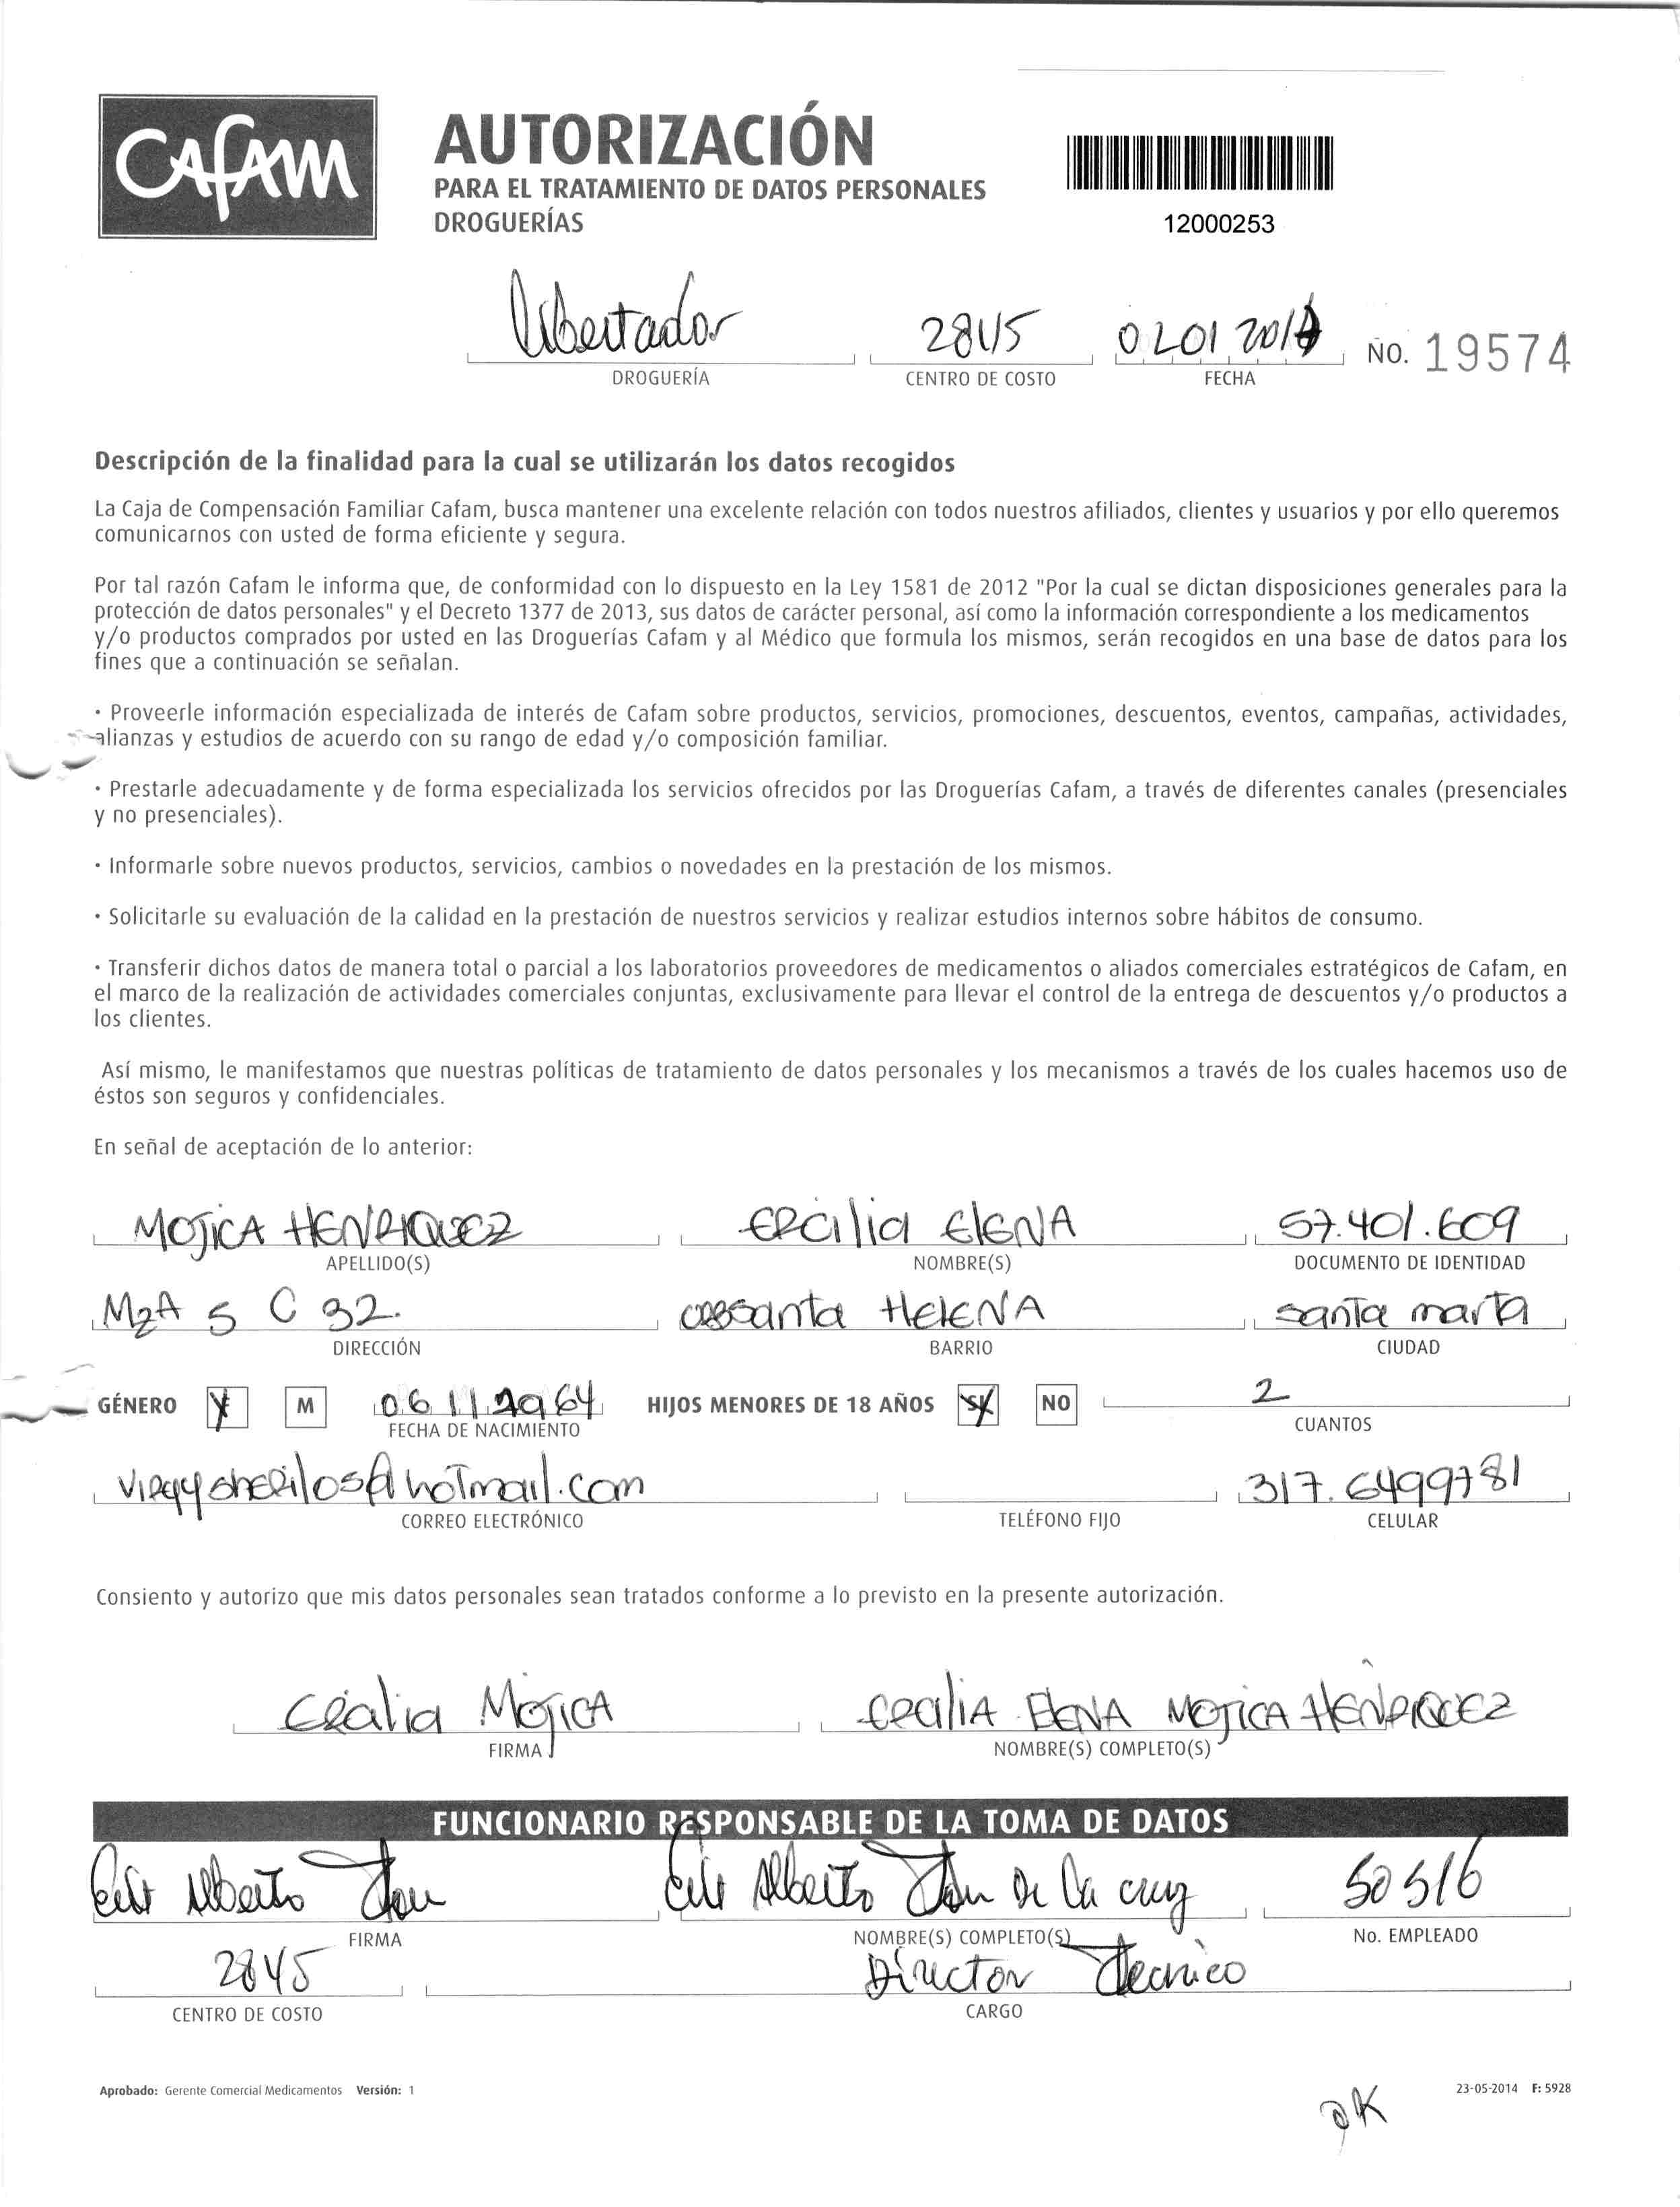 Cafam
AUTORIZACIÓN
PARA EL TRATAMIENTO DE DATOS PERSONALES
DROGUERÍAS
12000253
Libertador 2845 No. 19574
DROGUERÍA CENTRO DE COSTO FECHA
Descripción de la finalidad para la cual se utilizarán los datos recogidos
La Caja de Compensación Familiar Cafam, busca mantener una excelente relación con todos nuestros afiliados, clientes y usuarios y por ello queremos
comunicarnos con usted de forma eficiente y segura.
Por tal razón Cafam le informa que, de conformidad con lo dispuesto en la Ley 1581 de 2012 "Por la cual se dictan disposiciones generales para la
protección de datos personales" y el Decreto 1377 de 2013, sus datos de carácter personal, así como la información correspondiente a los medicamentos
y/o productos comprados por usted en las Droguerías Cafam y al Médico que formula los mismos, serán recogidos en una base de datos para los
fines que a continuación se señalan.
· Proveerle información especializada de interés de Cafam sobre productos, servicios, promociones, descuentos, eventos, campañas, actividades,
alianzas y estudios de acuerdo con su rango de edad y/o composición familiar.
· Prestarle adecuadamente y de forma especializada los servicios ofrecidos por las Droguerías Cafam, a través de diferentes canales (presenciales
y no presenciales).
· Informarle sobre nuevos productos, servicios, cambios o novedades en la prestación de los mismos.
· Solicitarle su evaluación de la calidad en la prestación de nuestros servicios y realizar estudios internos sobre hábitos de consumo.
· Transferir dichos datos de manera total o parcial a los laboratorios proveedores de medicamentos o aliados comerciales estratégicos de Cafam, en
el marco de la realización de actividades comerciales conjuntas, exclusivamente para llevar el control de la entrega de descuentos y/o productos a
los clientes.
Así mismo, le manifestamos que nuestras políticas de tratamiento de datos personales y los mecanismos a través de los cuales hacemos uso de
éstos son seguros y confidenciales.
En señal de aceptación de lo anterior:
MOJICA HENRIQUEZ CECILIA ELENA 57.401.609
APELLIDO(S) NOMBRE(S) DOCUMENTO DE IDENTIDAD
MzA 5 C 32. santa HELENA santa marta
DIRECCIÓN BARRIO CIUDAD
GÉNERO F M 06 11 1964 HIJOS MENORES DE 18 AÑOS SI NO 2
FECHA DE NACIMIENTO CUANTOS
317.6499781
CORREO ELECTRÓNICO TELÉFONO FIJO CELULAR
Consiento y autorizo que mis datos personales sean tratados conforme a lo previsto en la presente autorización.
Cecilia MOJICA CECILIA ELENA MOJICA HENRIQUEZ
FIRMA NOMBRE(S) COMPLETO(S)
FUNCIONARIO RESPONSABLE DE LA TOMA DE DATOS
Alberto Alberto De la cruz 50516
FIRMA NOMBRE(S) COMPLETO(S) No. EMPLEADO
2845 Director Tecnico
CENTRO DE COSTO CARGO
Aprobado: Gerente Comercial Medicamentos Versión: 1 23-05-2014 F: 5928
OK